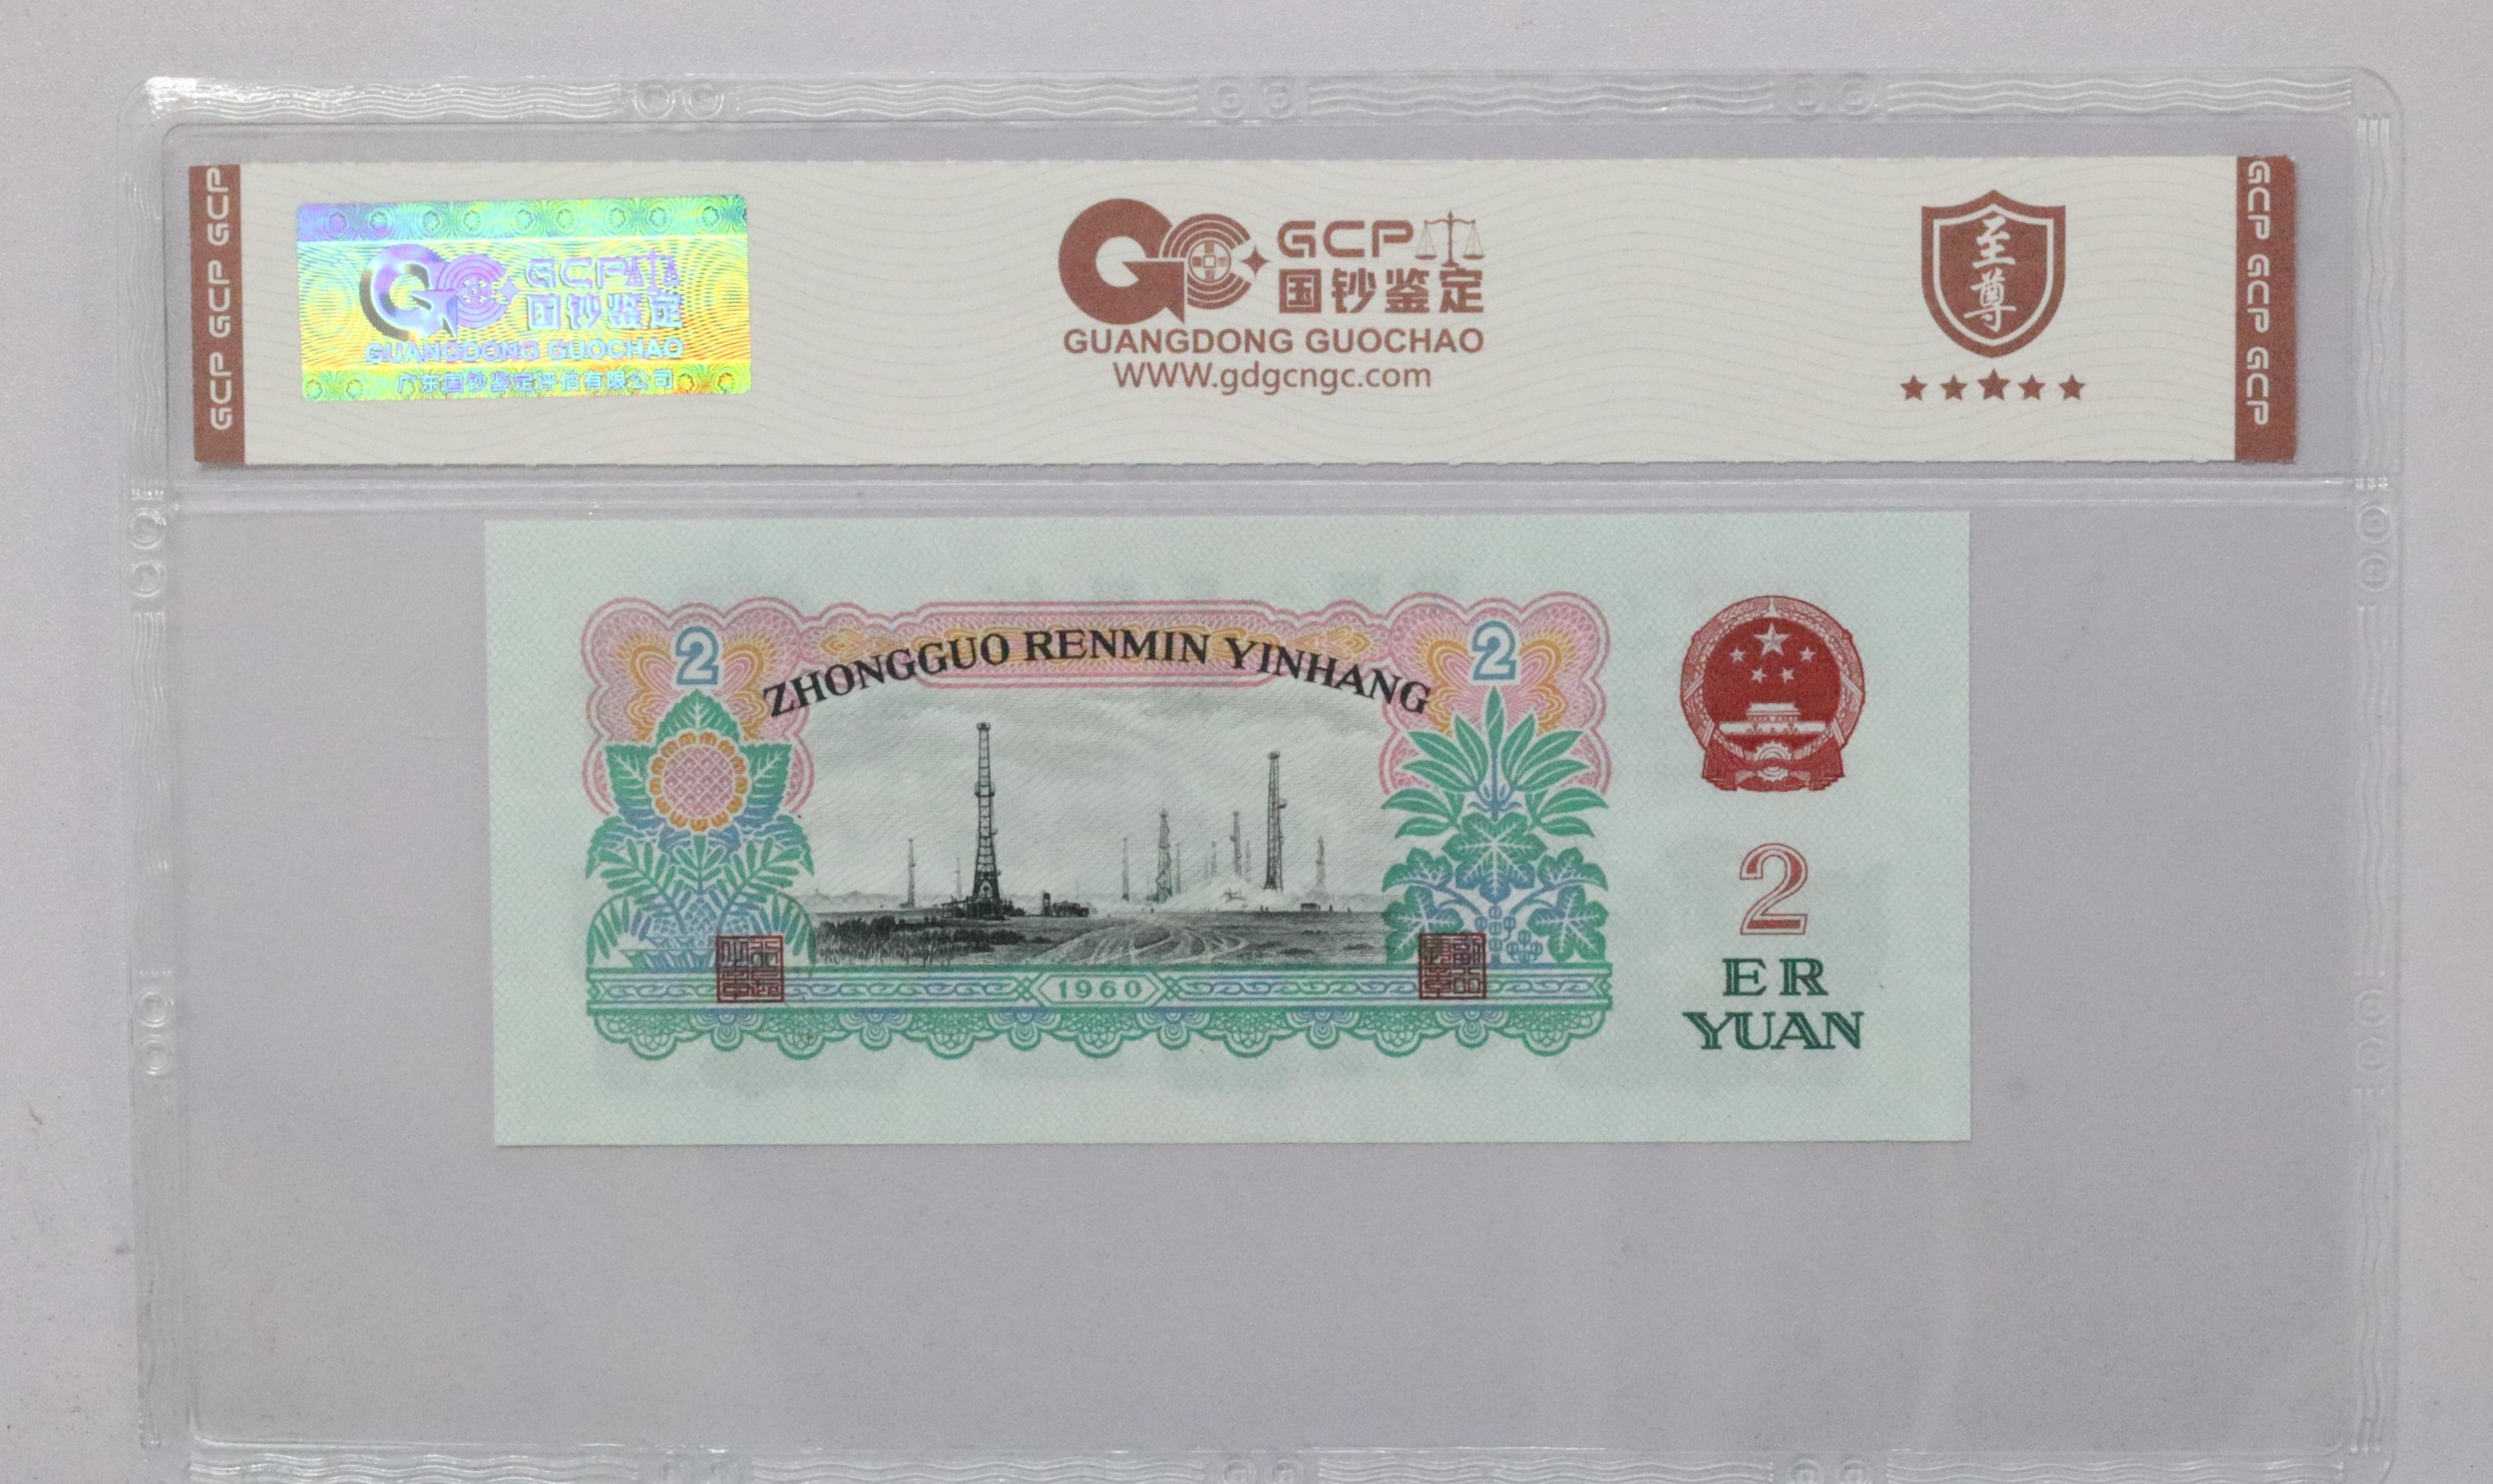 GCP GCP GCP
GCP
国钞鉴定
GUANGDONG GUOCHAO
广东国钞鉴定评估有限公司
GCP
国钞鉴定
GUANGDONG GUOCHAO
WWW.gdgcngc.com
至尊
GCP GCP GCP
2
ZHONGGUO RENMIN YINHANG
2
1960
2
ER
YUAN